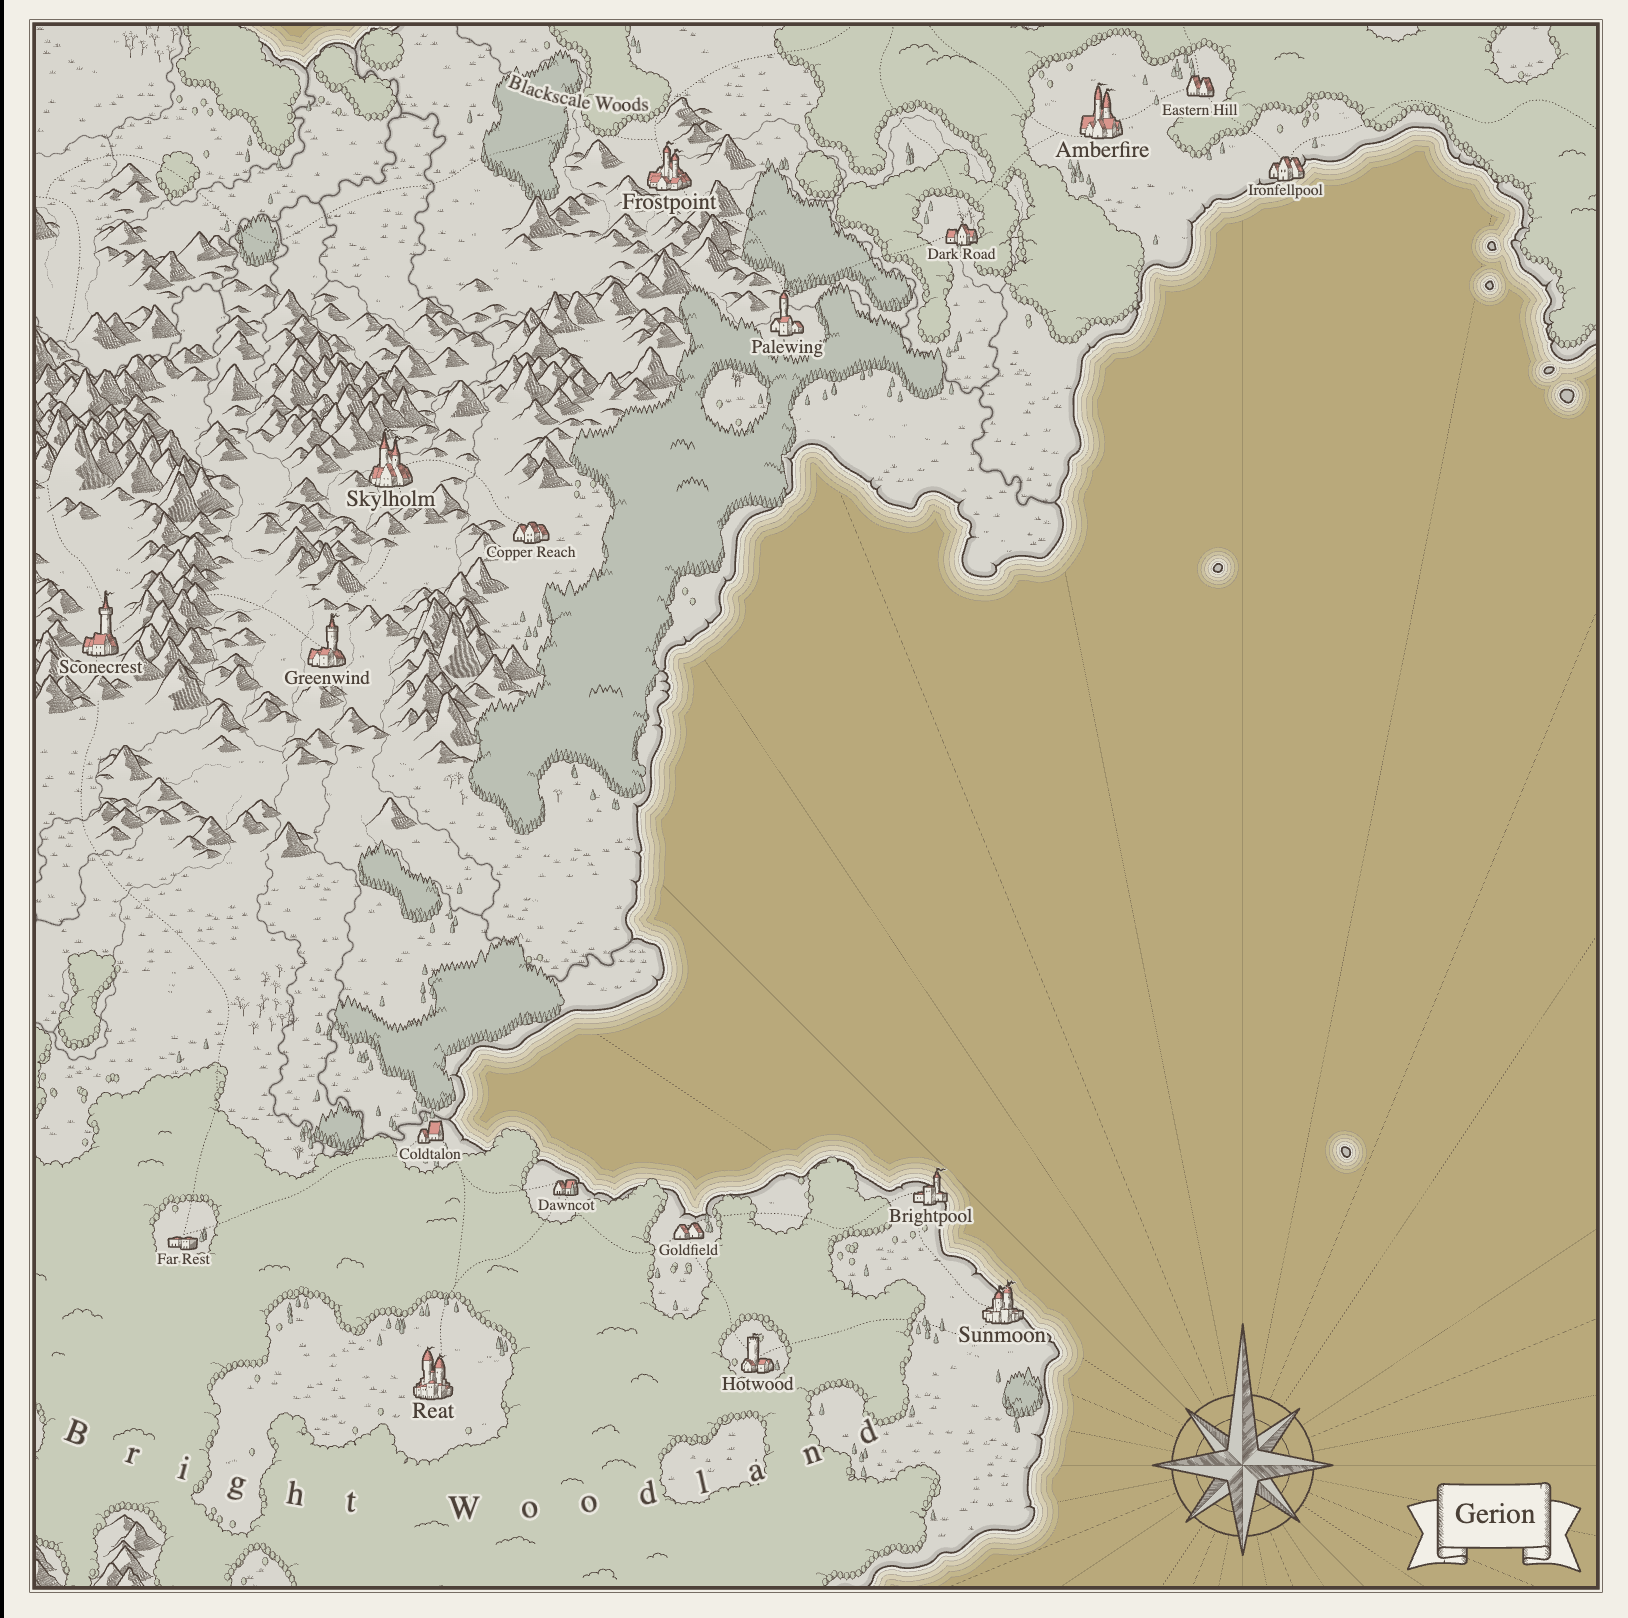 Blackscale Woods
Eastern Hill
Amberfire
Ironfellpool
Frostpoint
Dark Road
Palewing
Skylholm
Copper Reach
Sconecrest
Greenwind
Coldtalon
Dawncot
Brightpool
Goldfield
Far Rest
Sunmoon
Hotwood
Reat
Bright Woodland
Gerion